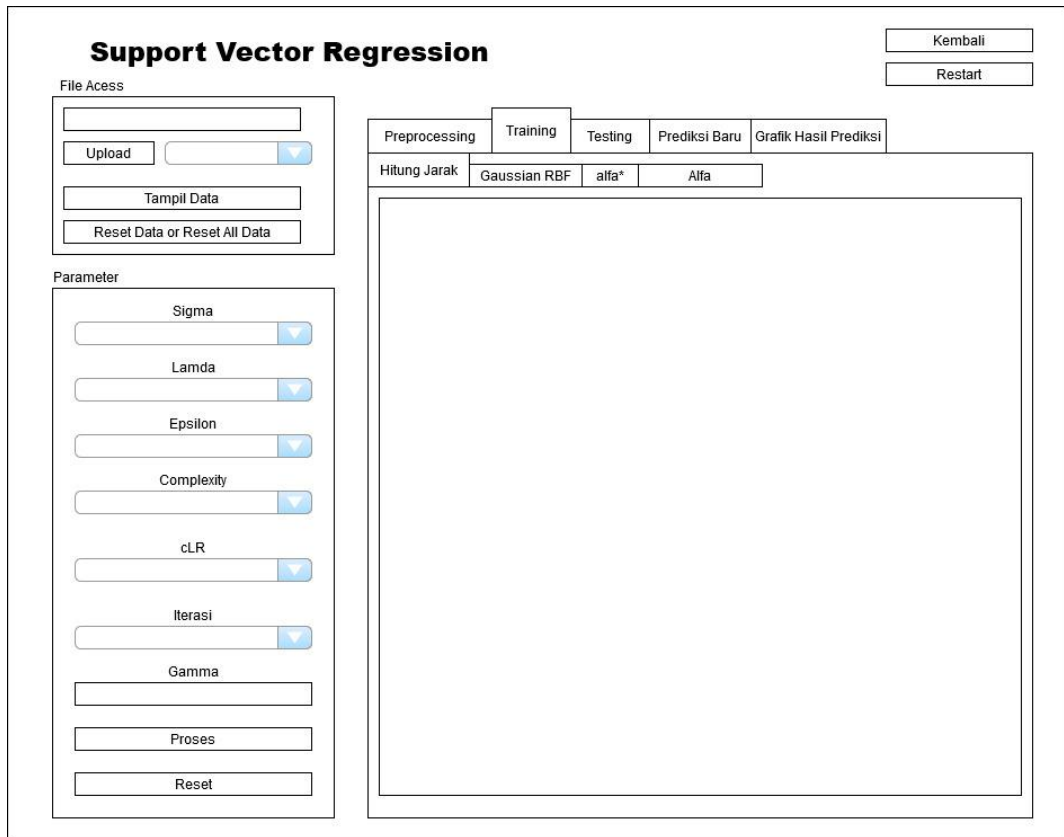 Support Vector Regression
Kembali
Restart
File Acess
Upload
Tampil Data
Reset Data or Reset All Data
Parameter
Sigma
Lamda
Epsilon
Complexity
cLR
Iterasi
Gamma
Proses
Reset
Preprocessing Training Testing Prediksi Baru Grafik Hasil Prediksi
Hitung Jarak Gaussian RBF alfa* Alfa